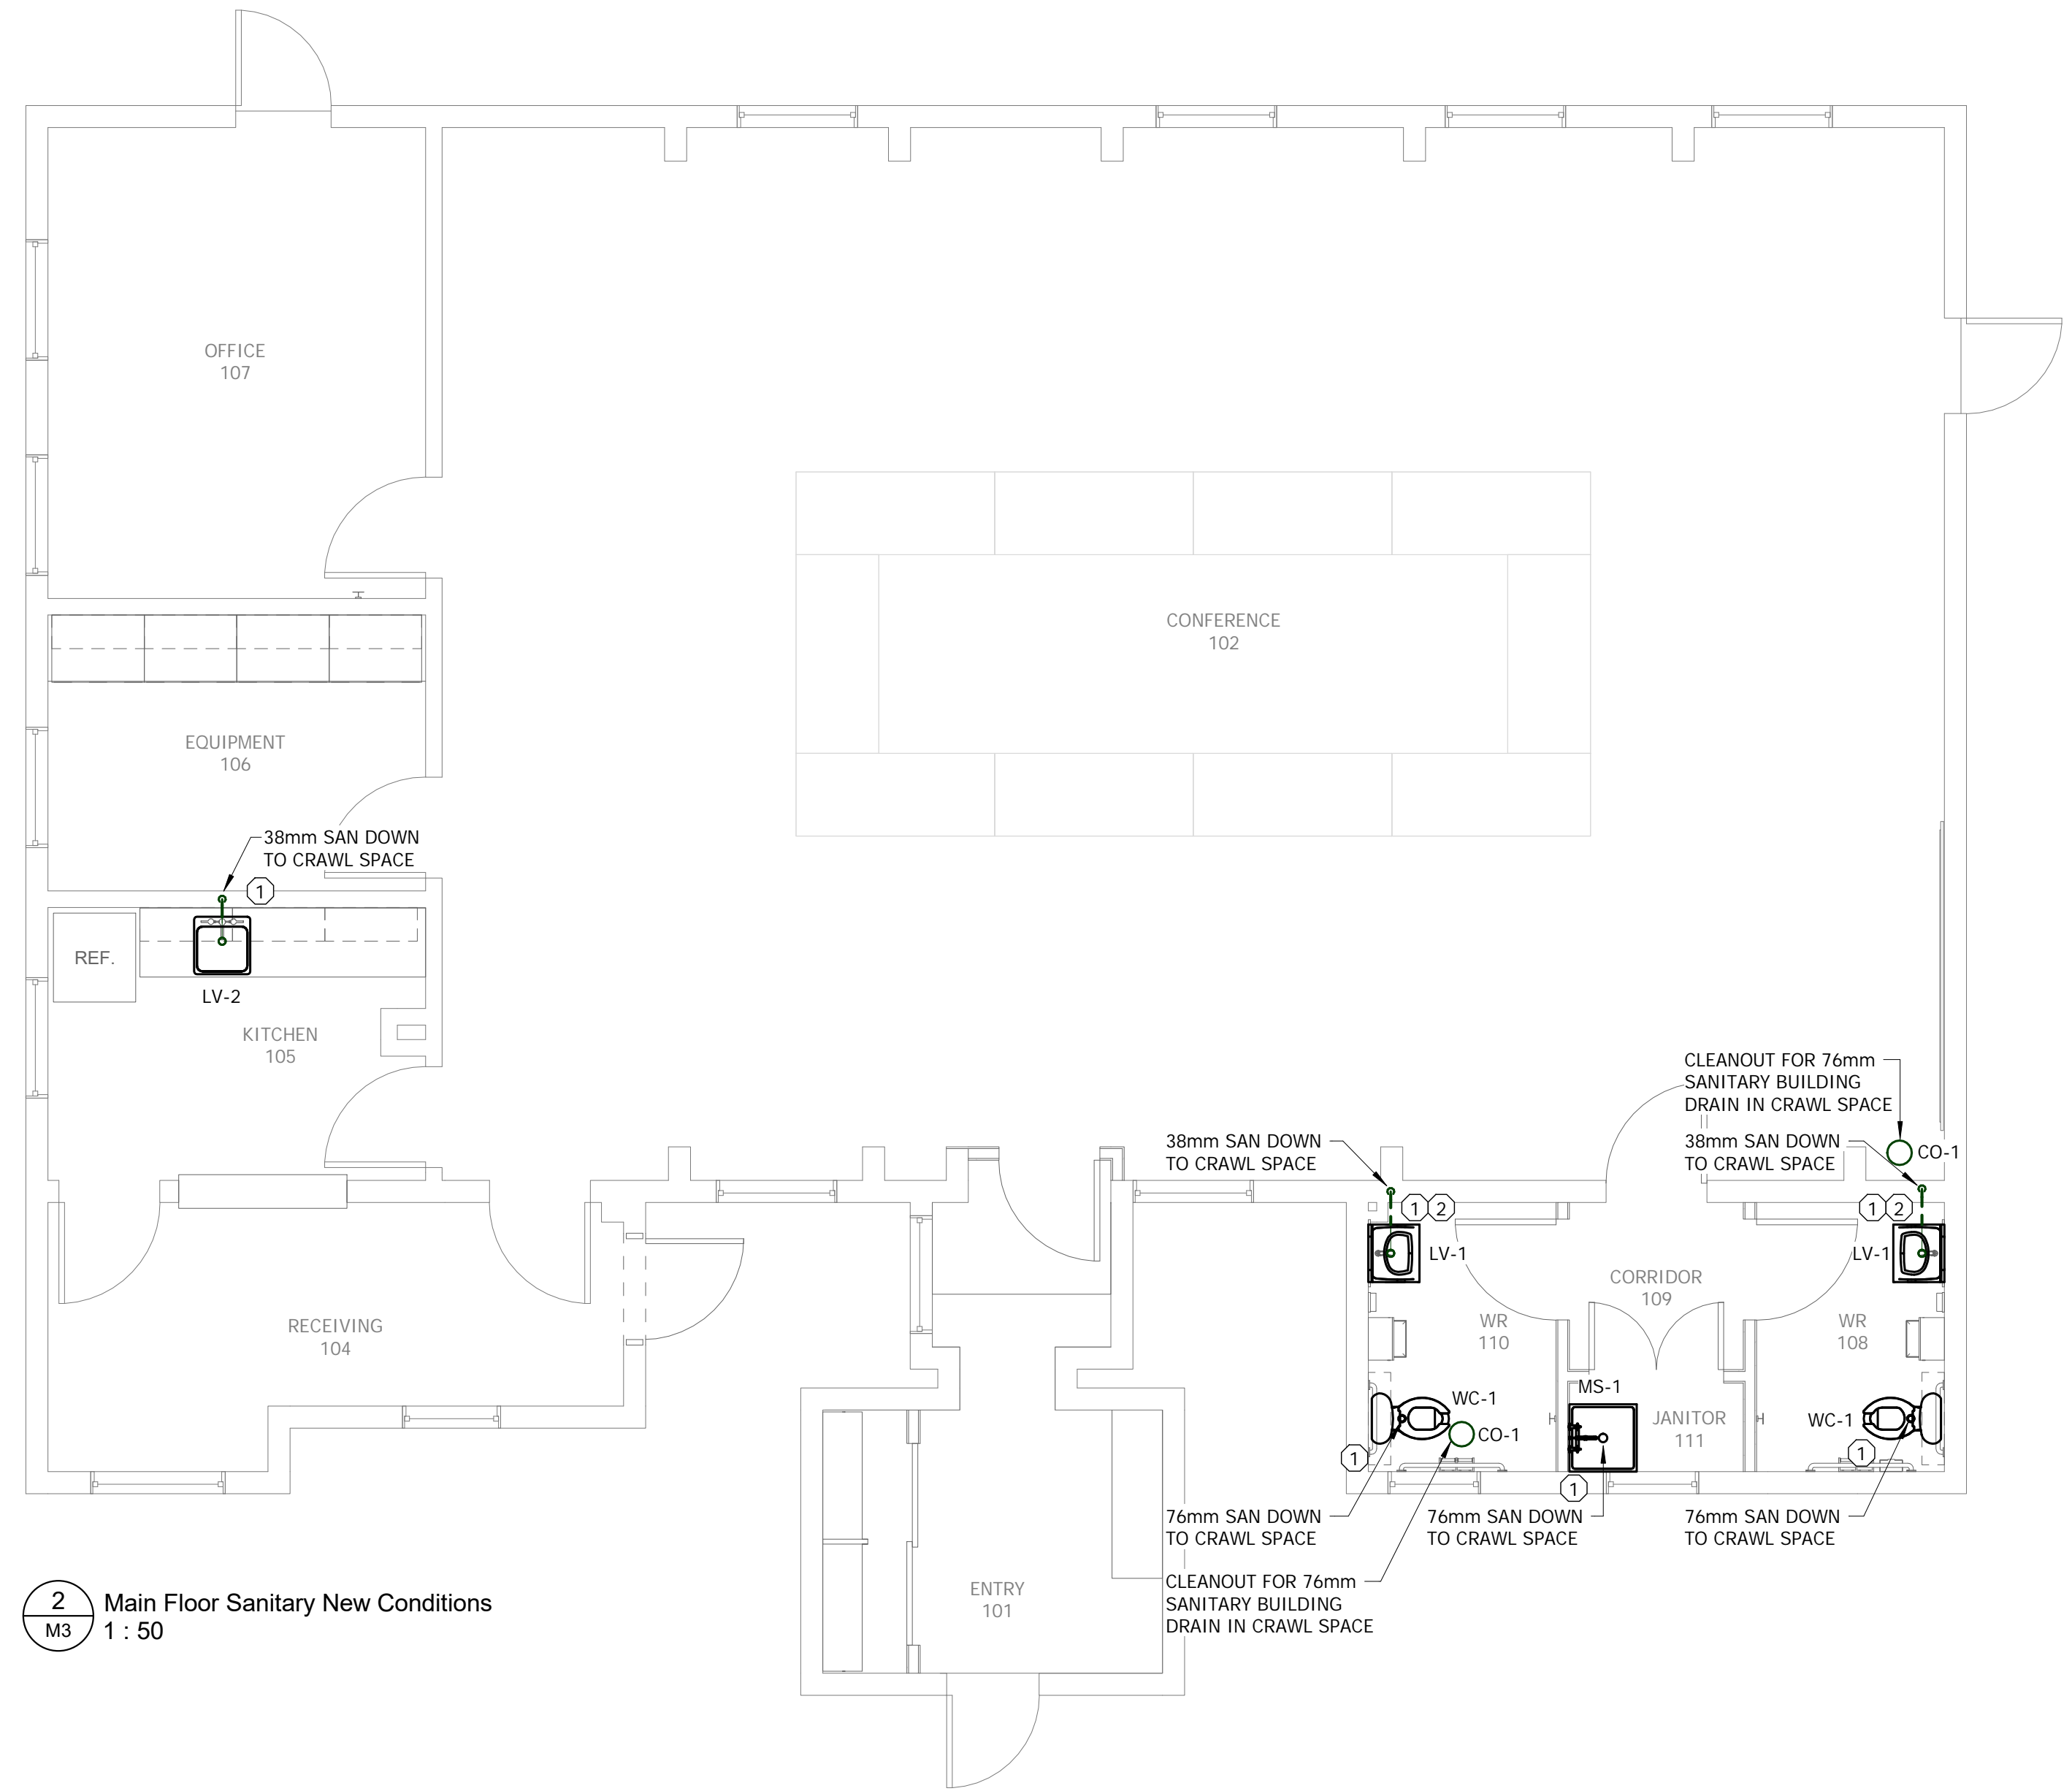 OFFICE
107
CONFERENCE
102
EQUIPMENT
106
38mm SAN DOWN
TO CRAWL SPACE
1
REF.
LV-2
KITCHEN
105
CLEANOUT FOR 76mm
SANITARY BUILDING
DRAIN IN CRAWL SPACE
CO-1
38mm SAN DOWN
TO CRAWL SPACE
38mm SAN DOWN
TO CRAWL SPACE
1 2
1 2
LV-1
LV-1
CORRIDOR
109
RECEIVING
104
WR
110
WR
108
MS-1
WC-1
CO-1
JANITOR
111
WC-1
1
1
1
76mm SAN DOWN
TO CRAWL SPACE
76mm SAN DOWN
TO CRAWL SPACE
76mm SAN DOWN
TO CRAWL SPACE
CLEANOUT FOR 76mm
SANITARY BUILDING
DRAIN IN CRAWL SPACE
ENTRY
101
2
M3
Main Floor Sanitary New Conditions
1 : 50